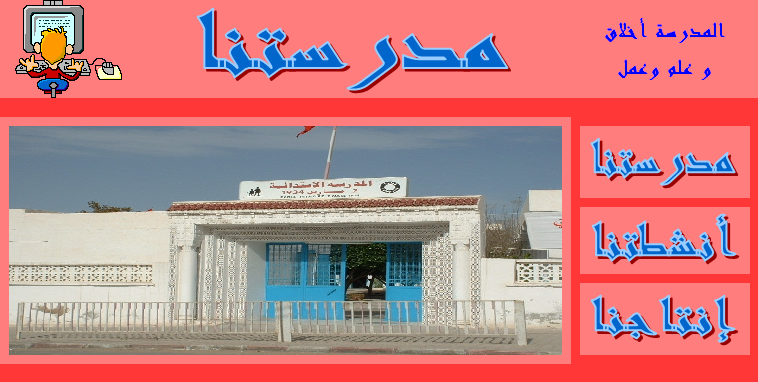 مدرستنا
المدرسة أخلاق
و علم وعمل
المدرسة الابتدائية
مدرستنا
أنشطتنا
إنتاجنا